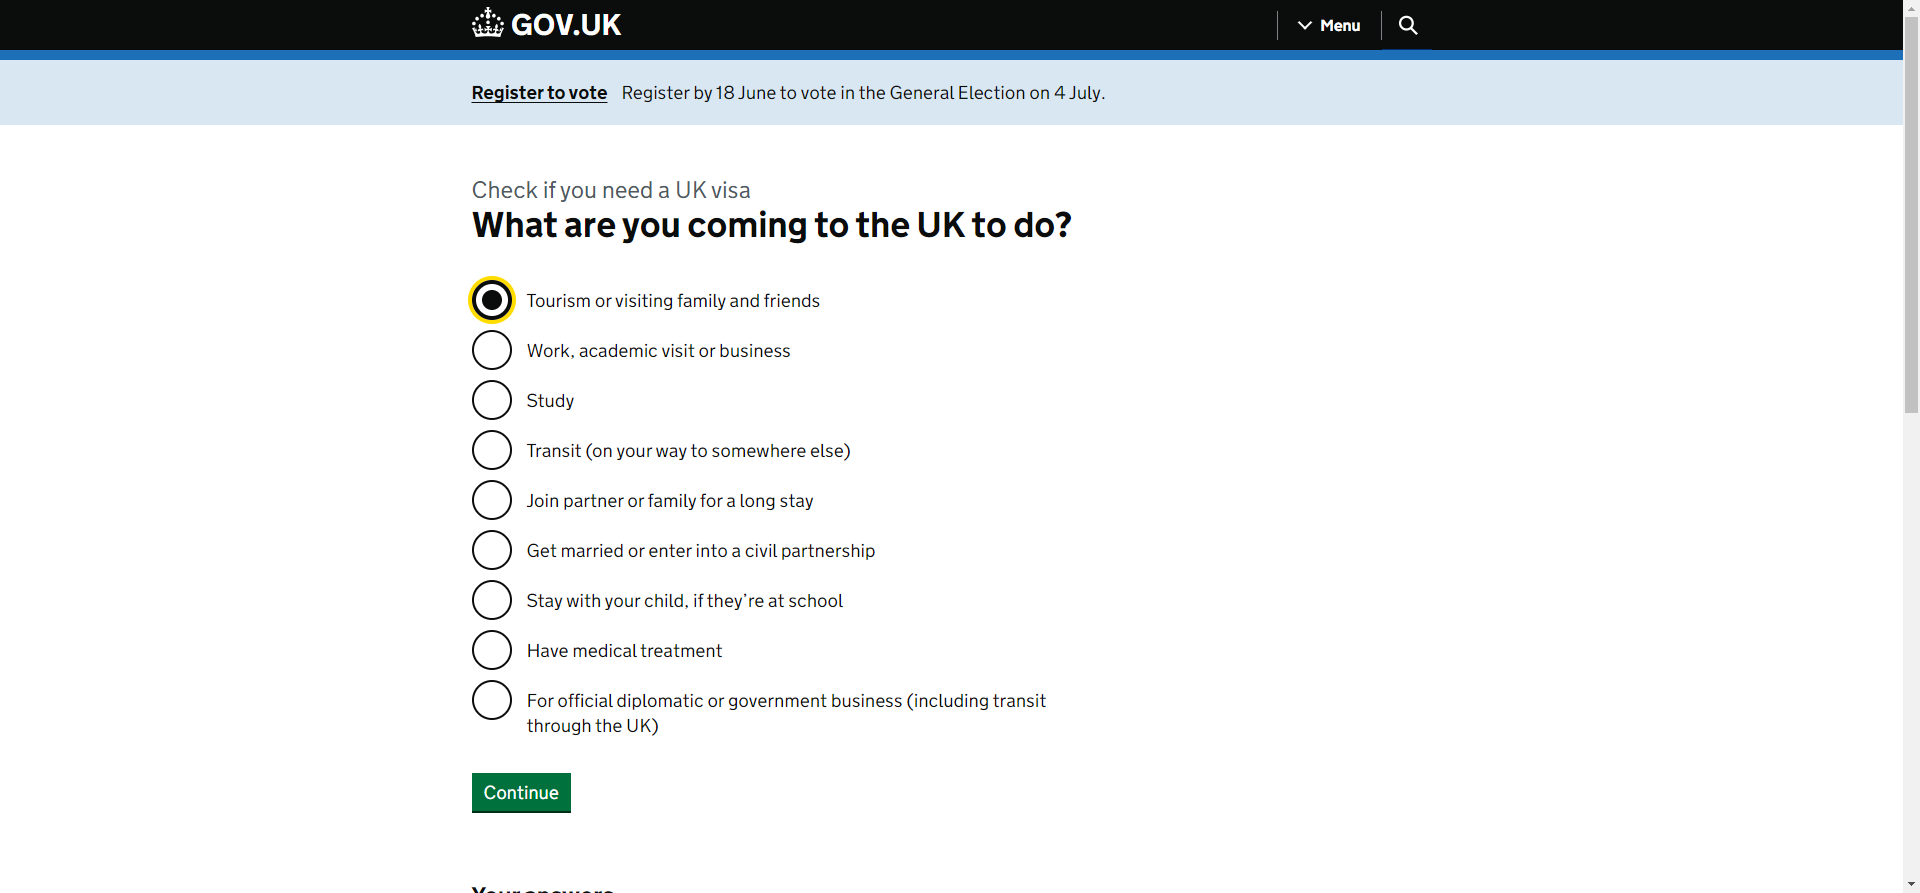 GOV.UK
Menu
Register to vote Register by 18 June to vote in the General Election on 4 July.
Check if you need a UK visa
What are you coming to the UK to do?
Tourism or visiting family and friends
Work, academic visit or business
Study
Transit (on your way to somewhere else)
Join partner or family for a long stay
Get married or enter into a civil partnership
Stay with your child, if they’re at school
Have medical treatment
For official diplomatic or government business (including transit
through the UK)
Continue
Your answers